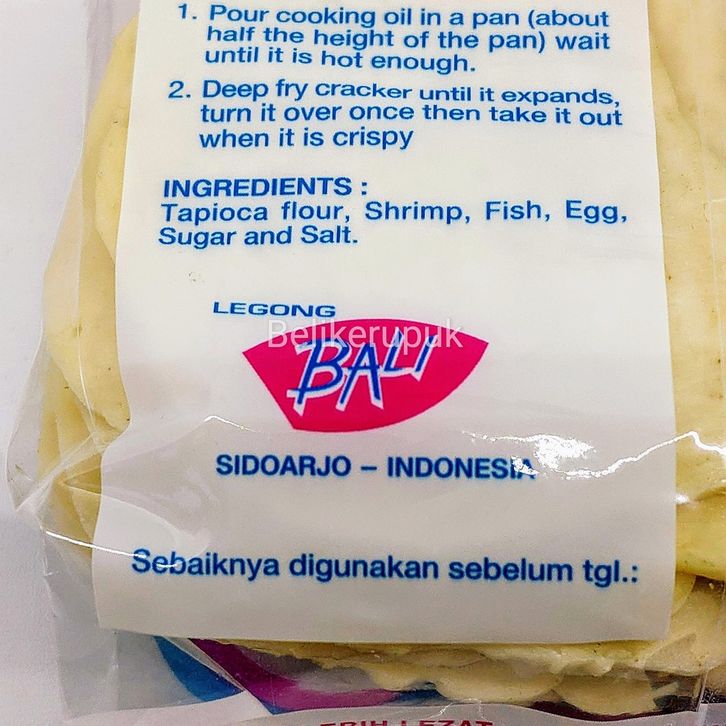 1. Pour cooking oil in a pan (about
half the height of the pan) wait
until it is hot enough.
2. Deep fry cracker until it expands,
turn it over once then take it out
when it is crispy
INGREDIENTS :
Tapioca flour, Shrimp, Fish, Egg,
Sugar and Salt.
LEGONG
Belikerupuk
BALI
SIDOARJO – INDONESIA
Sebaiknya digunakan sebelum tgl.:
LEZAT